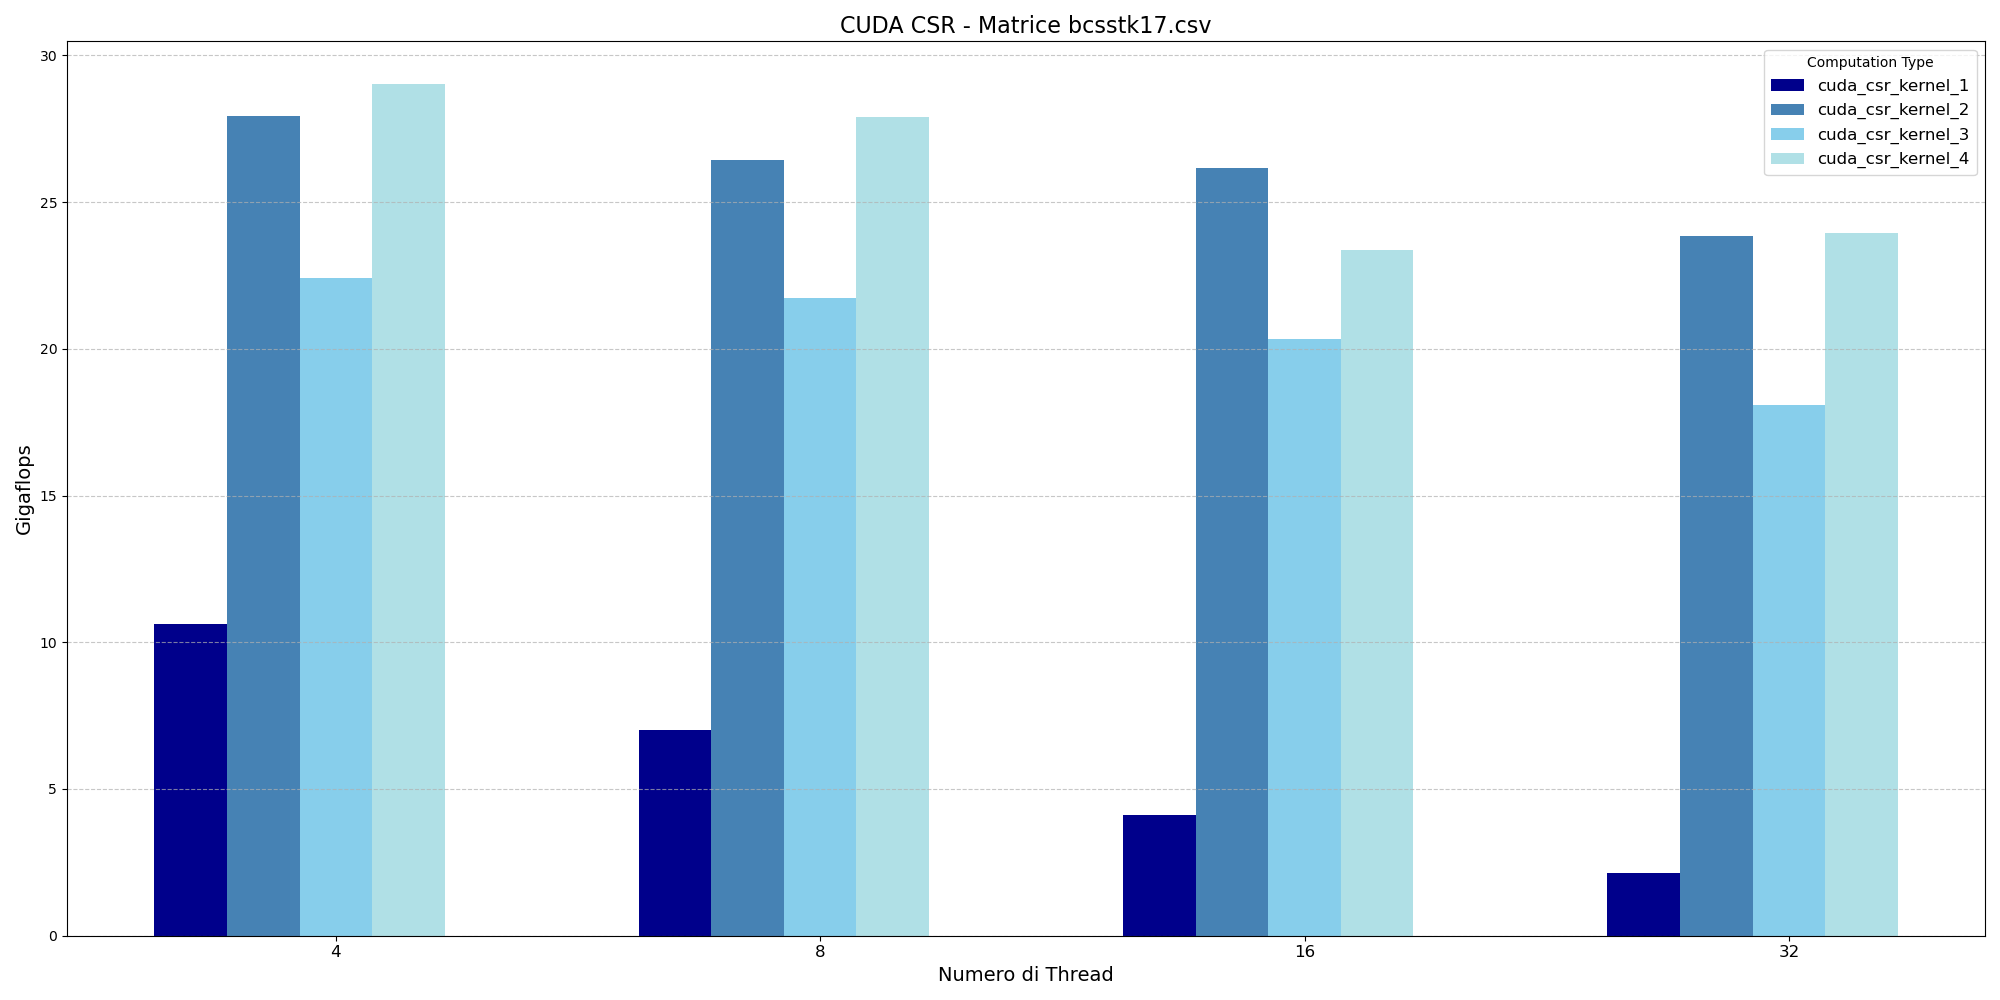 CUDA CSR - Matrice bcsstk17.csv
30
25
20
15
10
5
0
Gigaflops
Computation Type
cuda_csr_kernel_1
cuda_csr_kernel_2
cuda_csr_kernel_3
cuda_csr_kernel_4
4 8 16 32
Numero di Thread